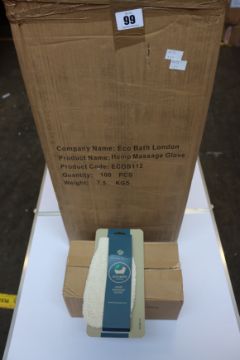 99
Company Name: Eco Bath London
Product Name: Hemp Massage Glove
Product Code: ECOB112
Quantity: 100 PCS
Weight: 7.5 KGS